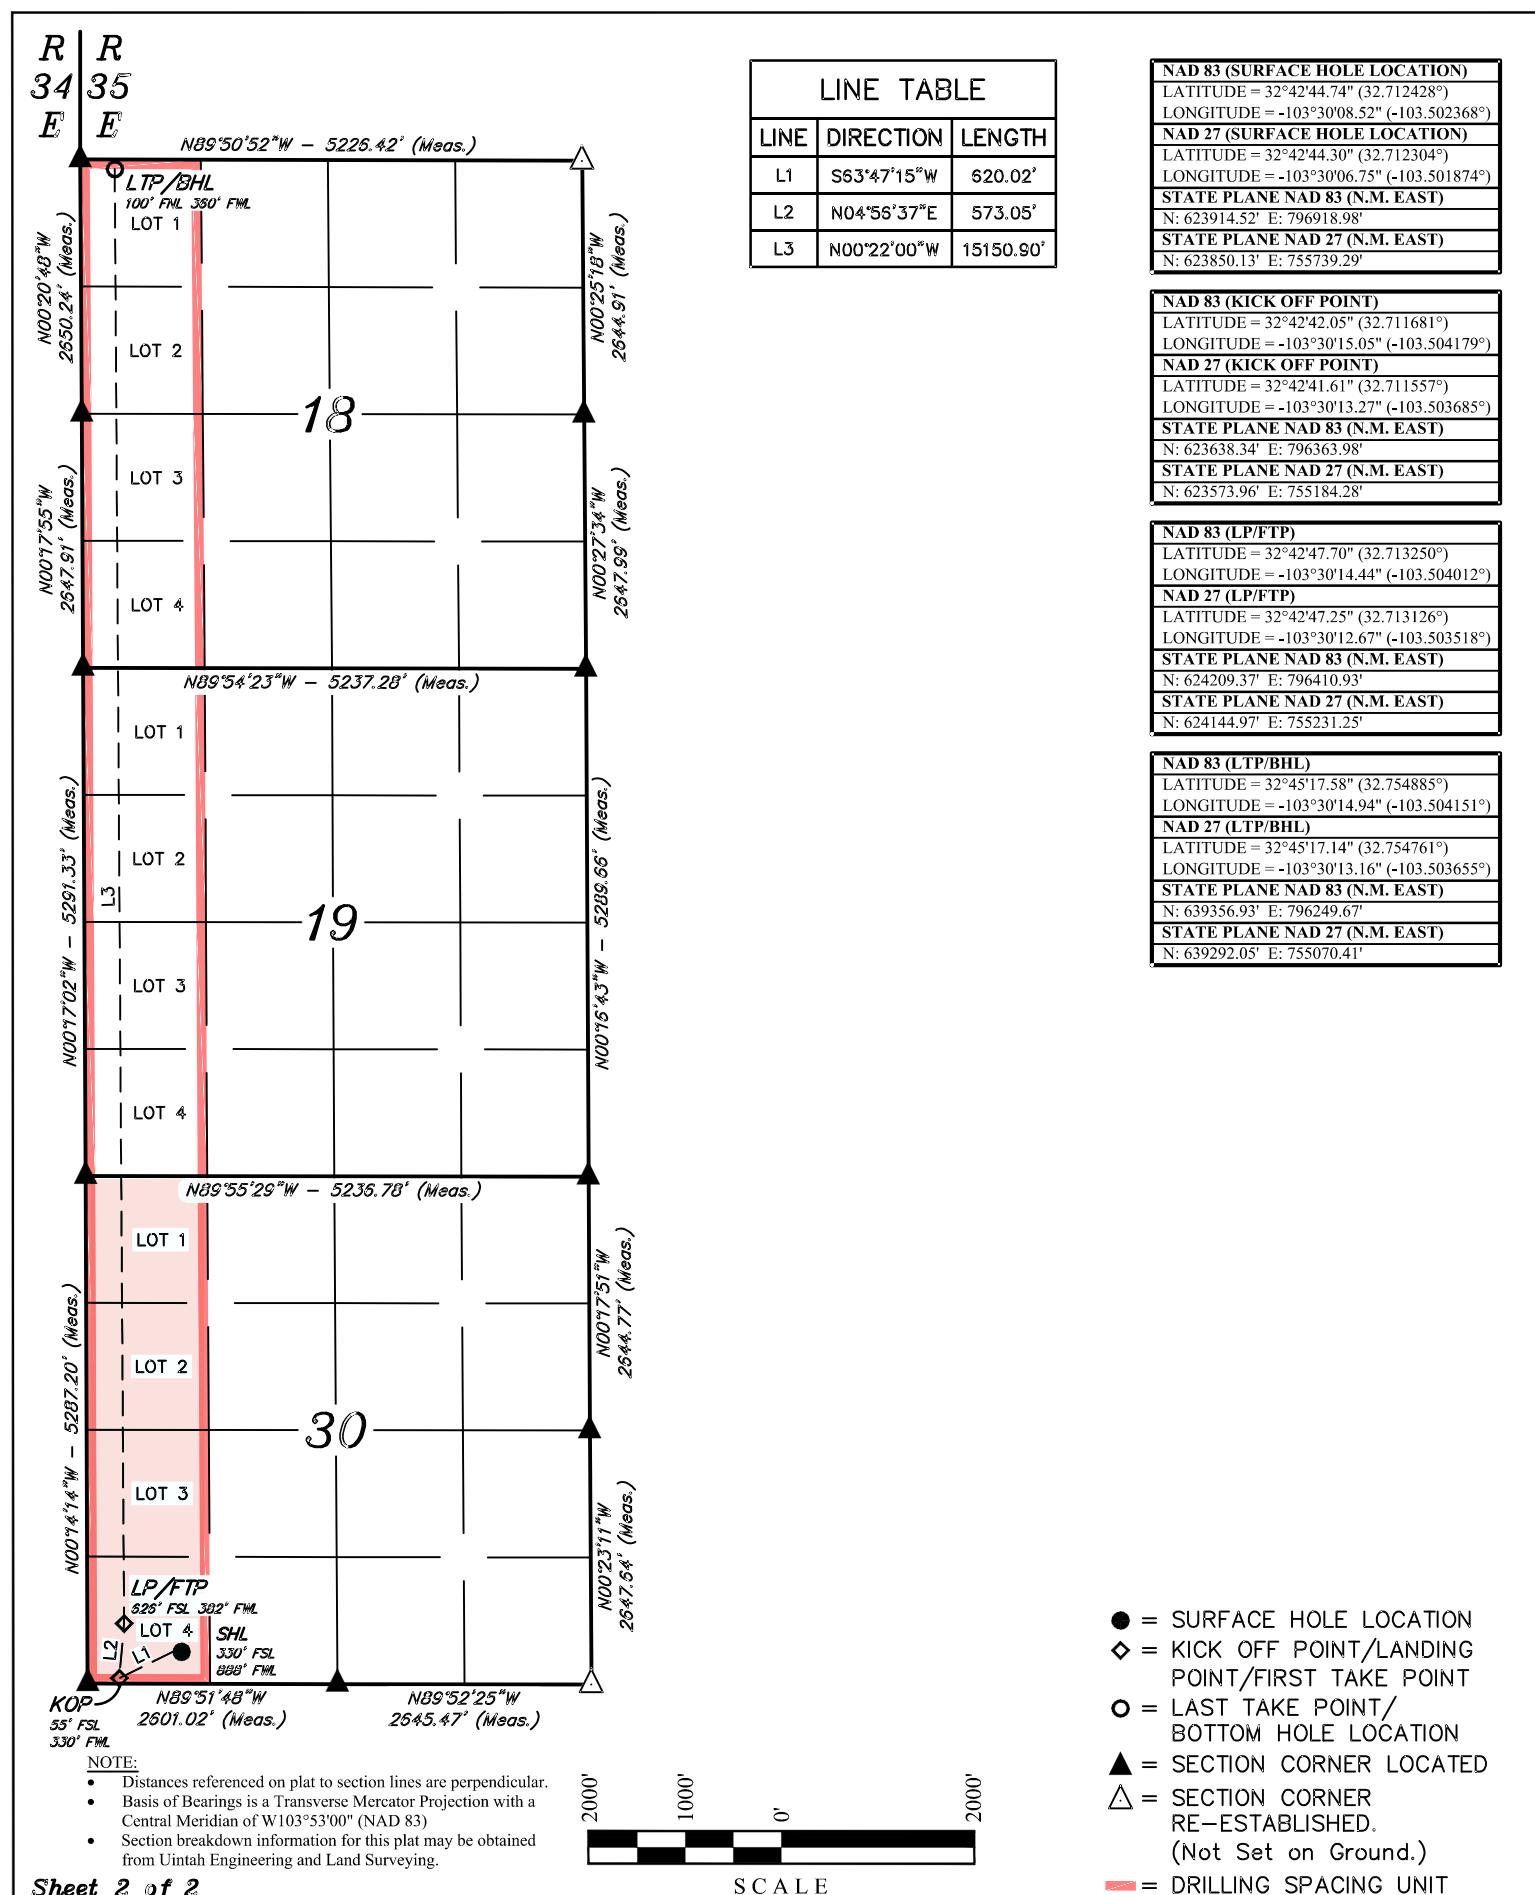 R R
34 35
E E
N89°50'52"W – 5226.42' (Meas.)
LTP/BHL
100' FNL 360' FWL
LOT 1
N00°20'48"W
2650.24' (Meas.)
N00°25'18"W
2644.91' (Meas.)
LOT 2
18
LOT 3
N00°17'55"W
2647.91' (Meas.)
N00°27'34"W
2647.99' (Meas.)
LOT 4
N89°54'23"W – 5237.28' (Meas.)
LOT 1
LOT 2
L3
N00°17'02"W – 5291.33' (Meas.)
19
N00°16'43"W – 5289.66' (Meas.)
LOT 3
LOT 4
N89°55'29"W – 5236.78' (Meas.)
LOT 1
N00°17'51"W
2644.77' (Meas.)
LOT 2
N00°14'14"W – 5287.20' (Meas.)
30
LOT 3
N00°23'11"W
2647.64' (Meas.)
LP/FTP
626' FSL 382' FWL
LOT 4
L2
L1
SHL
330' FSL
888' FWL
KOP
55' FSL
330' FWL
N89°51'48"W
2601.02' (Meas.)
N89°52'25"W
2645.47' (Meas.)
LINE TABLE
LINE DIRECTION LENGTH
L1 S63°47'15"W 620.02'
L2 N04°56'37"E 573.05'
L3 N00°22'00"W 15150.90'
NAD 83 (SURFACE HOLE LOCATION)
LATITUDE = 32°42'44.74" (32.712428°)
LONGITUDE = -103°30'08.52" (-103.502368°)
NAD 27 (SURFACE HOLE LOCATION)
LATITUDE = 32°42'44.30" (32.712304°)
LONGITUDE = -103°30'06.75" (-103.501874°)
STATE PLANE NAD 83 (N.M. EAST)
N: 623914.52' E: 796918.98'
STATE PLANE NAD 27 (N.M. EAST)
N: 623850.13' E: 755739.29'
NAD 83 (KICK OFF POINT)
LATITUDE = 32°42'42.05" (32.711681°)
LONGITUDE = -103°30'15.05" (-103.504179°)
NAD 27 (KICK OFF POINT)
LATITUDE = 32°42'41.61" (32.711557°)
LONGITUDE = -103°30'13.27" (-103.503685°)
STATE PLANE NAD 83 (N.M. EAST)
N: 623638.34' E: 796363.98'
STATE PLANE NAD 27 (N.M. EAST)
N: 623573.96' E: 755184.28'
NAD 83 (LP/FTP)
LATITUDE = 32°42'47.70" (32.713250°)
LONGITUDE = -103°30'14.44" (-103.504012°)
NAD 27 (LP/FTP)
LATITUDE = 32°42'47.25" (32.713126°)
LONGITUDE = -103°30'12.67" (-103.503518°)
STATE PLANE NAD 83 (N.M. EAST)
N: 624209.37' E: 796410.93'
STATE PLANE NAD 27 (N.M. EAST)
N: 624144.97' E: 755231.25'
NAD 83 (LTP/BHL)
LATITUDE = 32°45'17.58" (32.754885°)
LONGITUDE = -103°30'14.94" (-103.504151°)
NAD 27 (LTP/BHL)
LATITUDE = 32°45'17.14" (32.754761°)
LONGITUDE = -103°30'13.16" (-103.503655°)
STATE PLANE NAD 83 (N.M. EAST)
N: 639356.93' E: 796249.67'
STATE PLANE NAD 27 (N.M. EAST)
N: 639292.05' E: 755070.41'
= SURFACE HOLE LOCATION
= KICK OFF POINT/LANDING
POINT/FIRST TAKE POINT
= LAST TAKE POINT/
BOTTOM HOLE LOCATION
= SECTION CORNER LOCATED
= SECTION CORNER
RE-ESTABLISHED.
(Not Set on Ground.)
= DRILLING SPACING UNIT
NOTE:
• Distances referenced on plat to section lines are perpendicular.
• Basis of Bearings is a Transverse Mercator Projection with a
Central Meridian of W103°53'00" (NAD 83)
• Section breakdown information for this plat may be obtained
from Uintah Engineering and Land Surveying.
2000' 1000' 0' 2000'
SCALE
Sheet 2 of 2